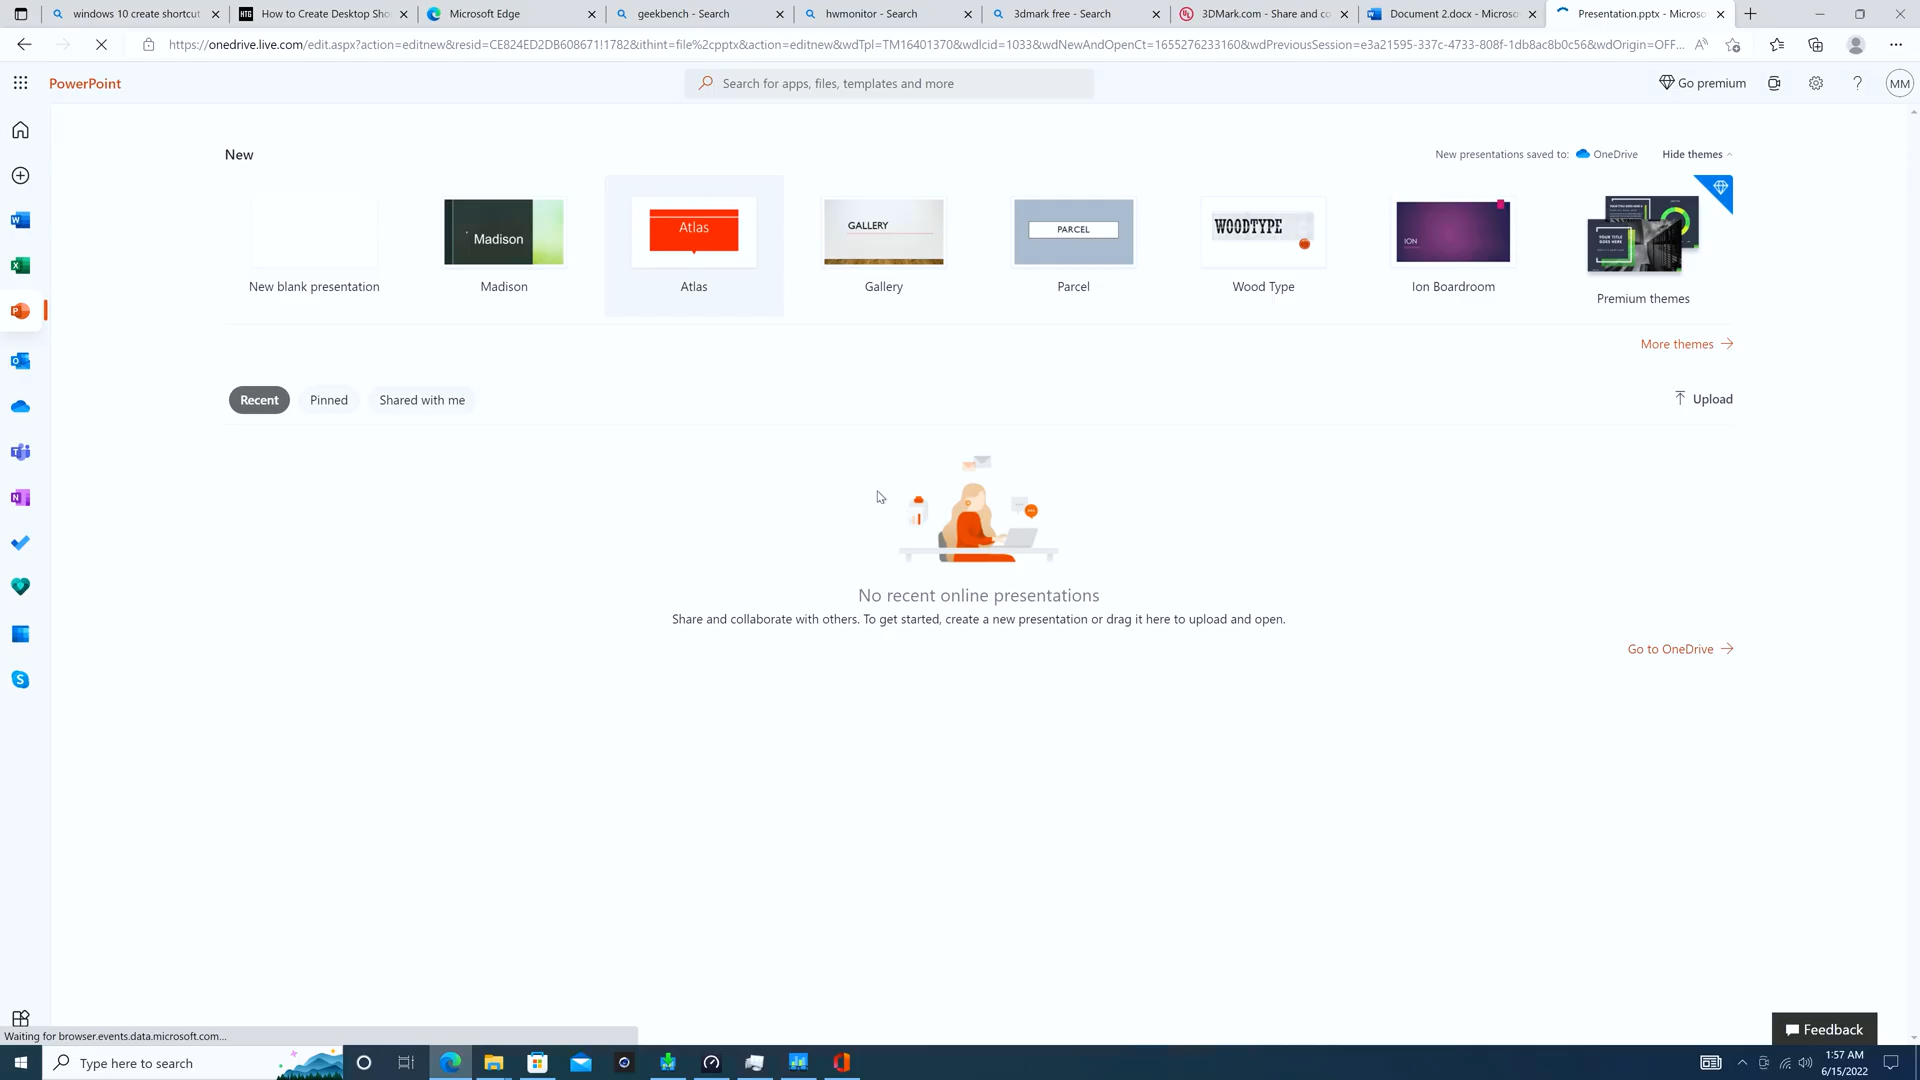 windows 10 create shortcut
How to Create Desktop Sho
Microsoft Edge
geekbench - Search
hwmonitor - Search
3dmark free - Search
3DMark.com - Share and co
Document 2.docx - Microso
Presentation.pptx - Microso
https://onedrive.live.com/edit.aspx?action=editnew&resid=CE824ED2DB608671!1782&ithint=file%2cpptx&action=editnew&wdTpl=TM16401370&wdlcid=1033&wdNewAndOpenCt=1655276233160&wdPreviousSession=e3a21595-337c-4733-808f-1db8ac8b0c56&wdOrigin=OFF...
PowerPoint
Search for apps, files, templates and more
Go premium
MM
New
New presentations saved to: OneDrive
Hide themes
Madison
Atlas
GALLERY
PARCEL
WOODTYPE
ION
YOUR TITLE
GOES HERE
New blank presentation
Madison
Atlas
Gallery
Parcel
Wood Type
Ion Boardroom
Premium themes
More themes
Recent
Pinned
Shared with me
Upload
No recent online presentations
Share and collaborate with others. To get started, create a new presentation or drag it here to upload and open.
Go to OneDrive
Feedback
Waiting for browser.events.data.microsoft.com...
Type here to search
1:57 AM
6/15/2022